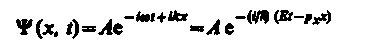 Ψ(x, t) = Ae^{-iωt + ikx} = A e^{-(i/ħ) (Et-p_x x)}